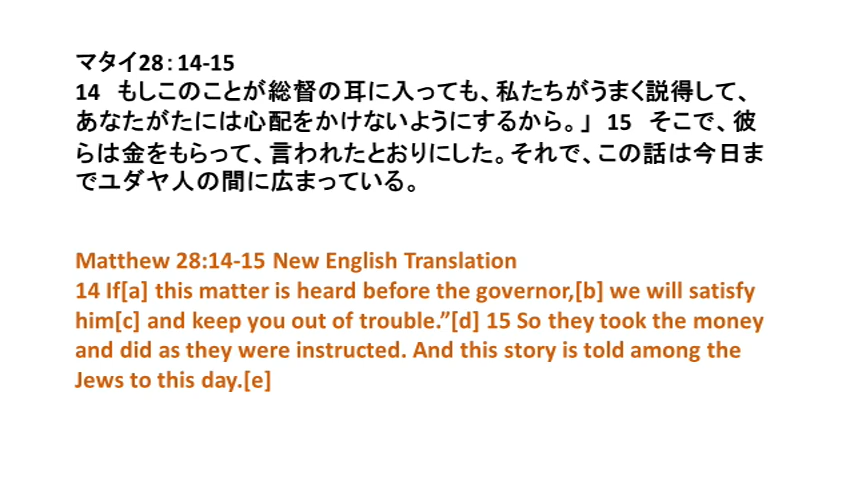 マタイ28：14-15
14　もしこのことが総督の耳に入っても、私たちがうまく説得して、
あなたがたには心配をかけないようにするから。」 15　そこで、彼
らは金をもらって、言われたとおりにした。それで、この話は今日ま
でユダヤ人の間に広まっている。
Matthew 28:14-15 New English Translation
14 If[a] this matter is heard before the governor,[b] we will satisfy
him[c] and keep you out of trouble.”[d] 15 So they took the money
and did as they were instructed. And this story is told among the
Jews to this day.[e]